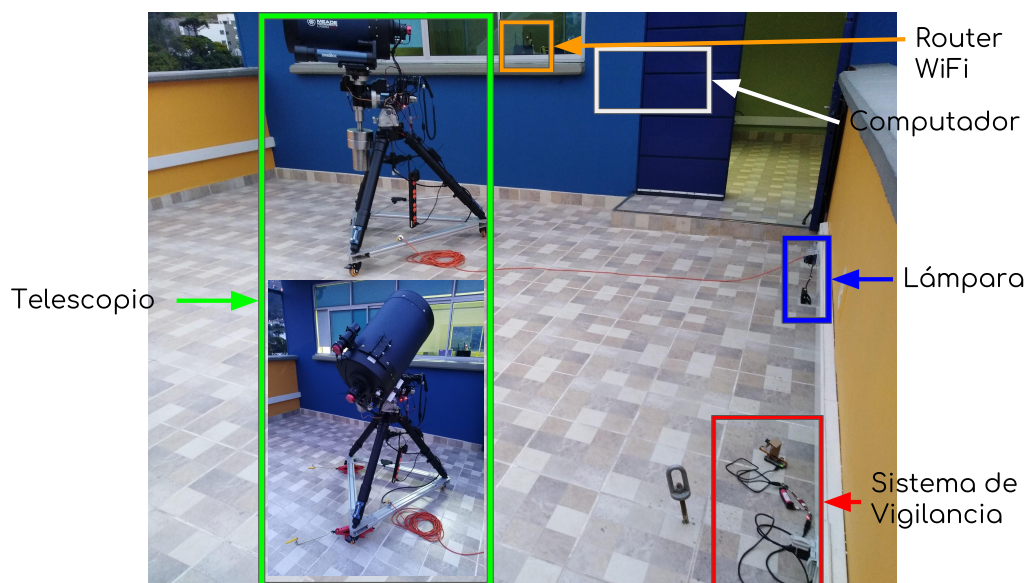 MEADE
Router
WiFi
Computador
Telescopio
Lámpara
Sistema de
Vigilancia